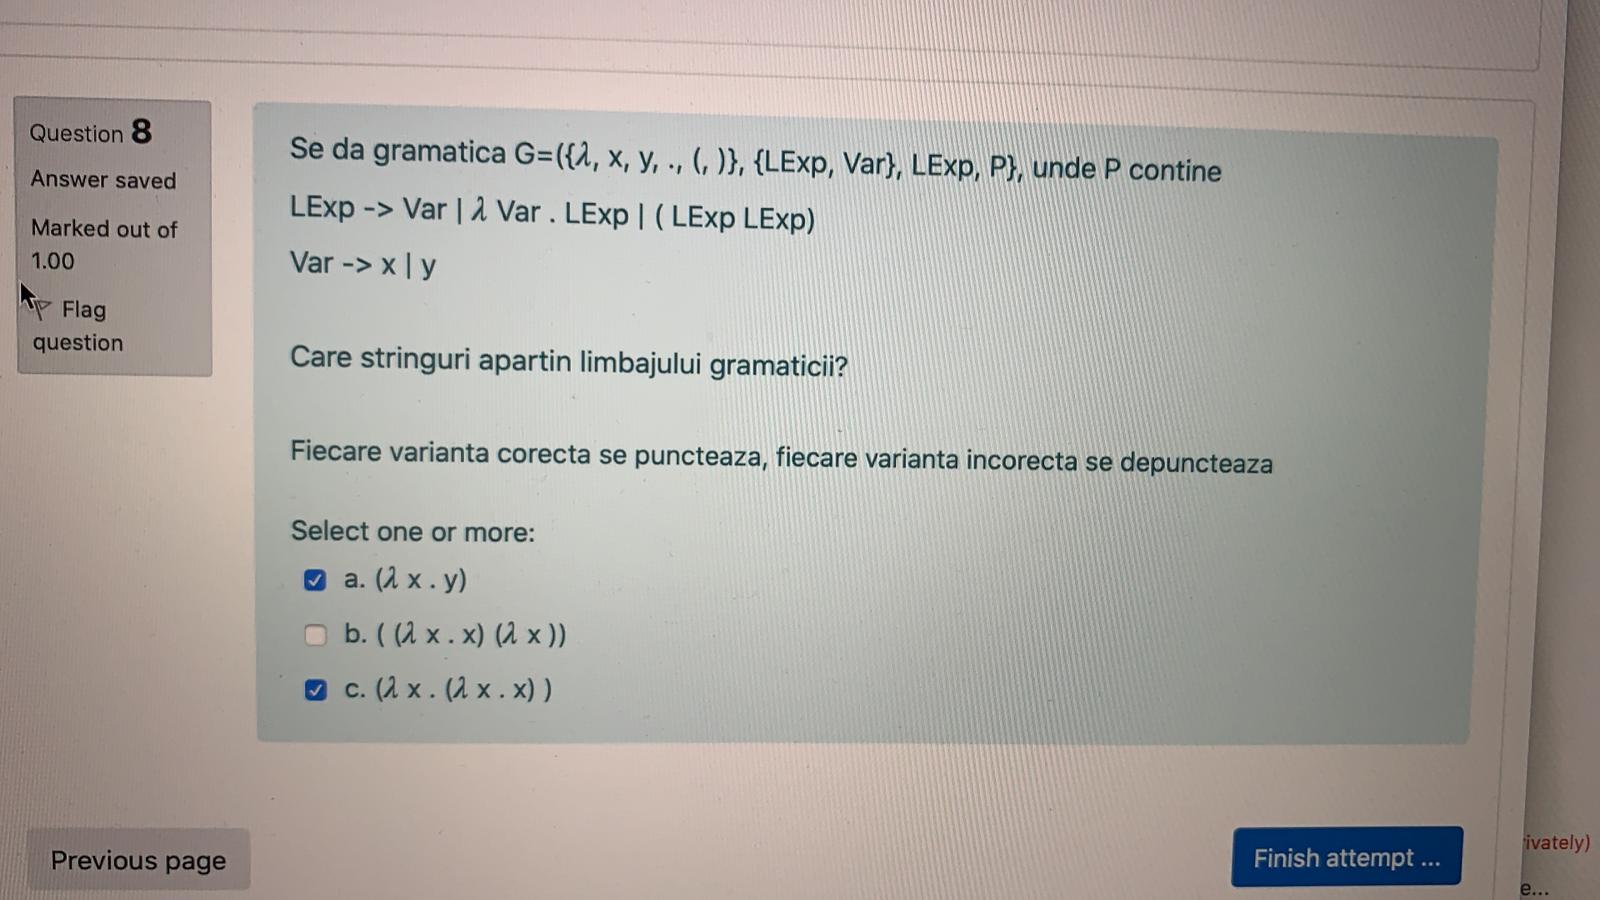 Question 8
Answer saved
Marked out of
1.00
Flag
question
Se da gramatica G=({λ, x, y, ., (, )}, {LExp, Var}, LExp, P}, unde P contine
LExp -> Var | λ Var . LExp | ( LExp LExp)
Var -> x | y
Care stringuri apartin limbajului gramaticii?
Fiecare varianta corecta se puncteaza, fiecare varianta incorecta se depuncteaza
Select one or more:
a. (λ x . y)
b. ( (λ x . x) (λ x ))
c. (λ x . (λ x . x) )
Previous page
Finish attempt ...
ivately)
e...